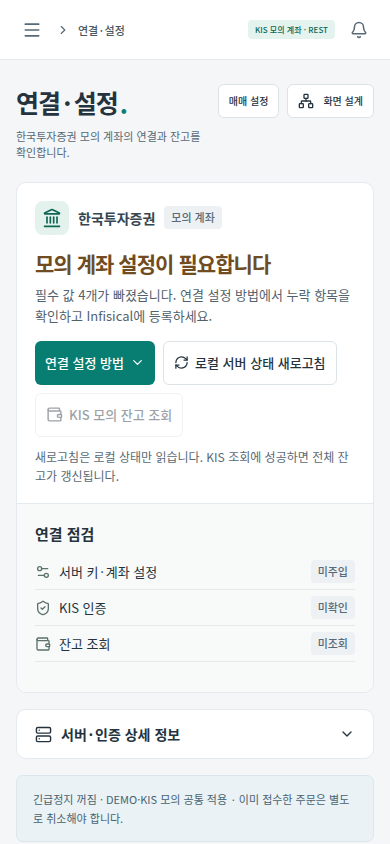 연결·설정
KIS 모의 계좌 · REST
연결·설정.
매매 설정
화면 설계
한국투자증권 모의 계좌의 연결과 잔고를
확인합니다.
한국투자증권
모의 계좌
모의 계좌 설정이 필요합니다
필수 값 4개가 빠졌습니다. 연결 설정 방법에서 누락 항목을
확인하고 Infisical에 등록하세요.
연결 설정 방법
로컬 서버 상태 새로고침
KIS 모의 잔고 조회
새로고침은 로컬 상태만 읽습니다. KIS 조회에 성공하면 전체 잔
고가 갱신됩니다.
연결 점검
서버 키·계좌 설정
미주입
KIS 인증
미확인
잔고 조회
미조회
서버·인증 상세 정보
긴급정지 꺼짐 · DEMO·KIS 모의 공통 적용 · 이미 접수한 주문은 별도
로 취소해야 합니다.